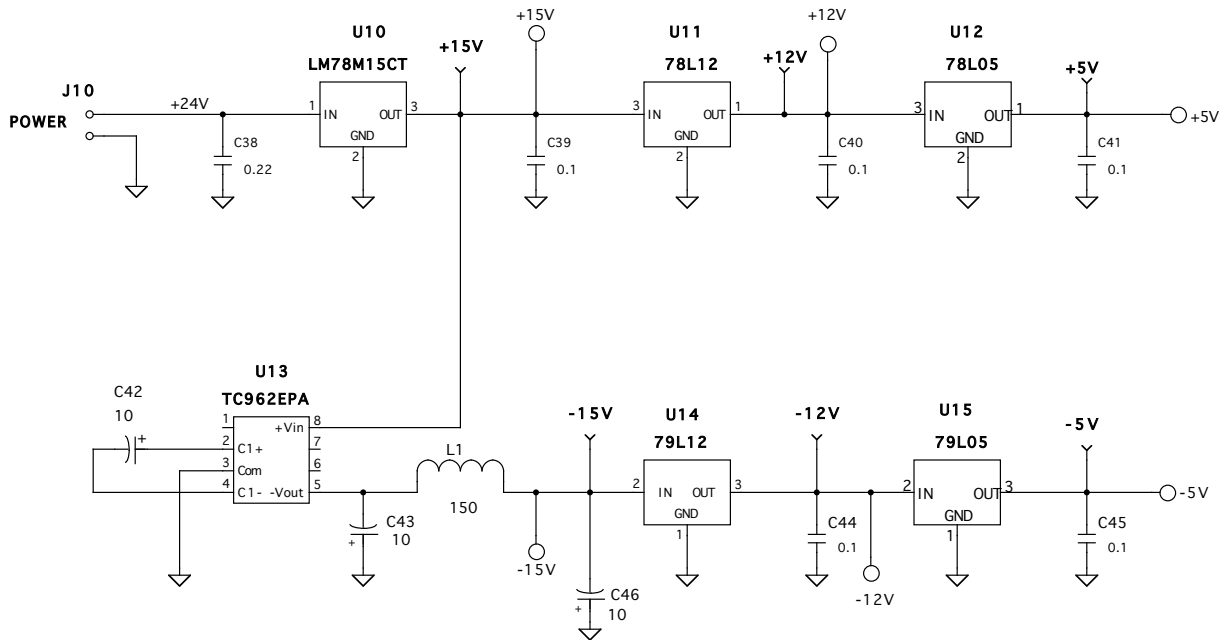 +15V
+12V
U10
U11
U12
+15V
LM78M15CT
78L12
+12V
78L05
+5V
J10
+24V
1
IN
OUT
3
3
IN
OUT
1
3
IN
OUT
1
+5V
POWER
GND
GND
GND
C38
C39
C40
C41
2
2
2
0.22
0.1
0.1
0.1
U13
C42
TC962EPA
10
-15V
U14
-12V
U15
-5V
1
+Vin
8
79L12
79L05
+
2
C1+
7
L1
3
Com
6
4
C1-
-Vout
5
2
IN
OUT
3
2
IN
OUT
3
-5V
150
GND
GND
C43
C44
C45
+
10
1
0.1
1
0.1
-15V
C46
-12V
+
10